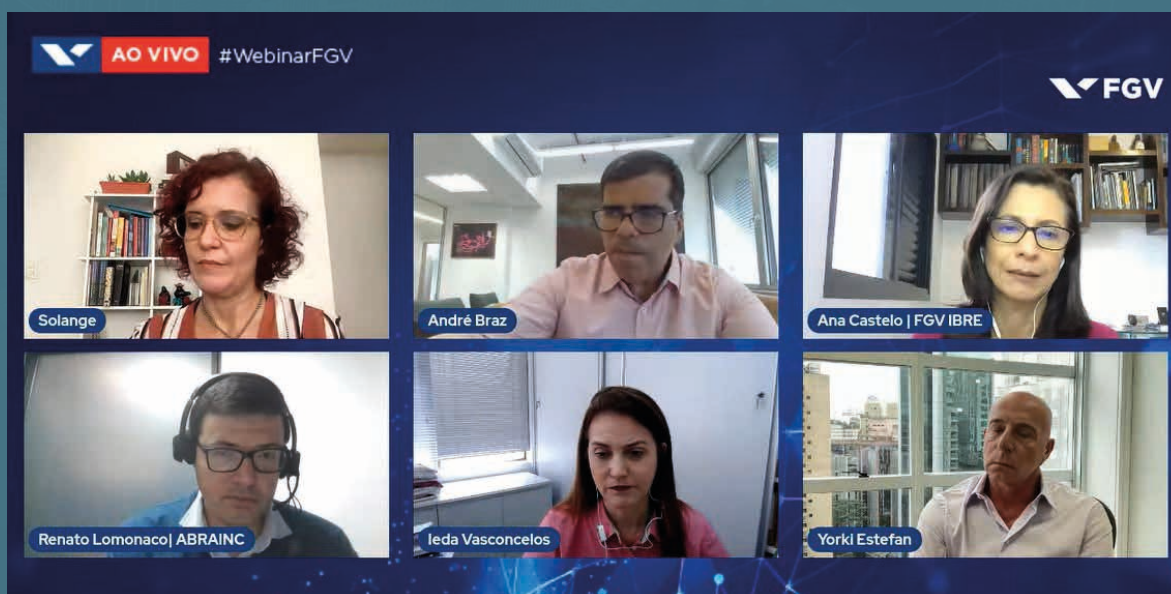 AO VIVO #WebinarFGV
FGV
Solange
André Braz
Ana Castelo | FGV IBRE
Renato Lomonaco| ABRAINC
Ieda Vasconcelos
Yorki Estefan